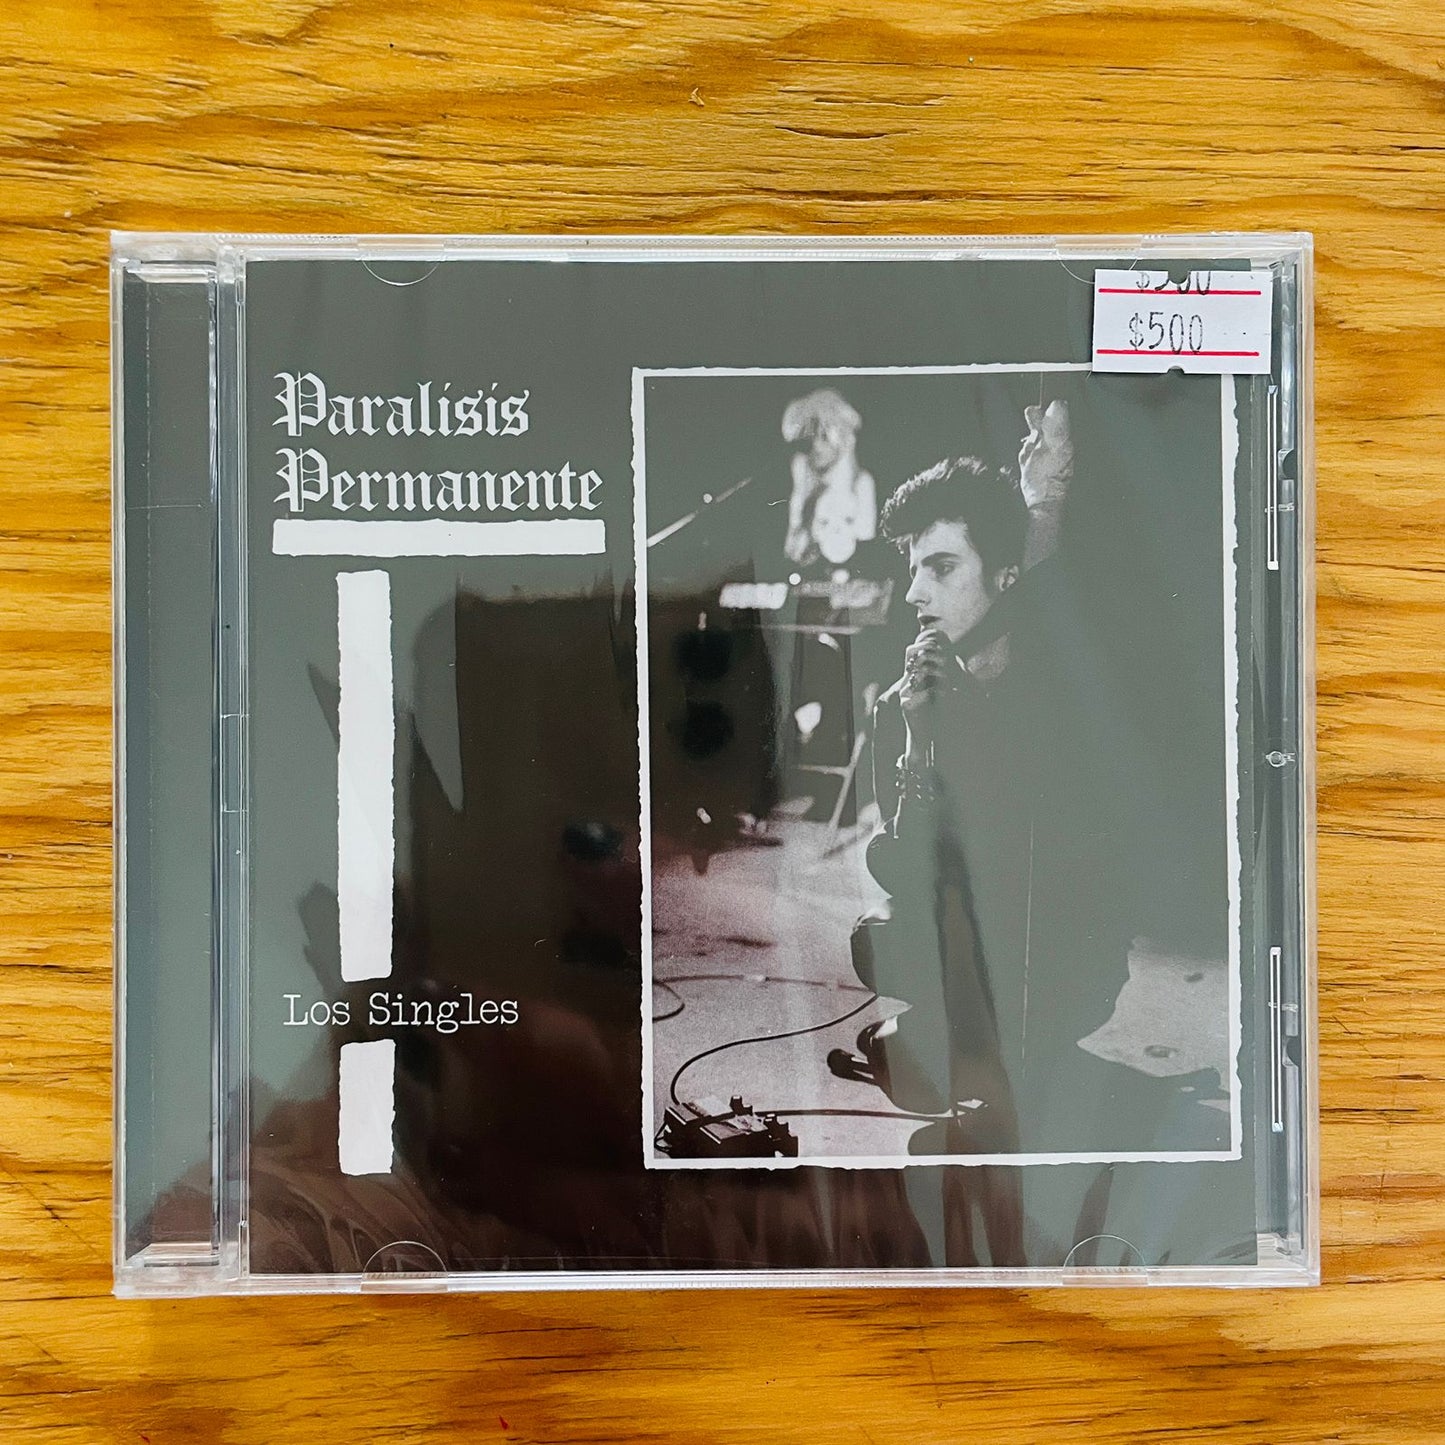 $500
Paralisis
Permanente
Los Singles